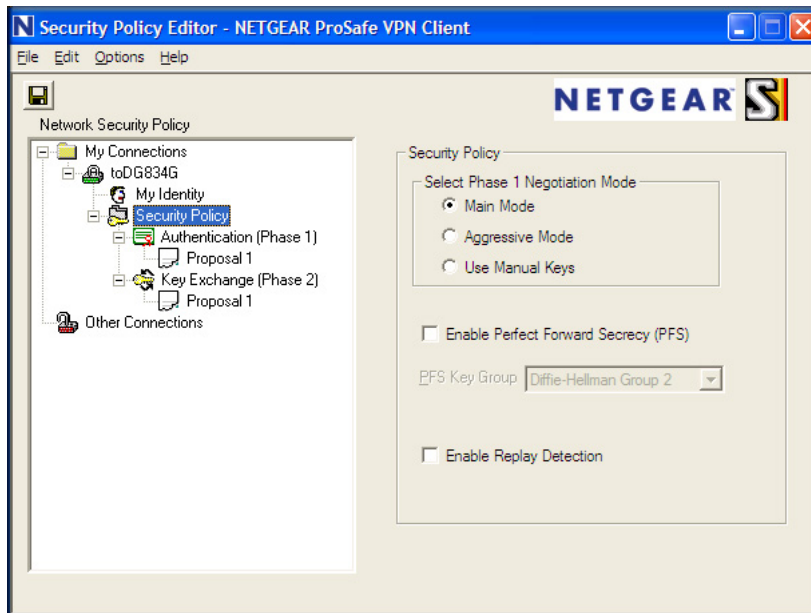 N Security Policy Editor - NETGEAR ProSafe VPN Client
File Edit Options Help
NETGEAR S
Network Security Policy
My Connections
toDG834G
My Identity
Security Policy
Authentication (Phase 1)
Proposal 1
Key Exchange (Phase 2)
Proposal 1
Other Connections
Security Policy
Select Phase 1 Negotiation Mode
Main Mode
Aggressive Mode
Use Manual Keys
Enable Perfect Forward Secrecy (PFS)
PFS Key Group Diffie-Hellman Group 2
Enable Replay Detection